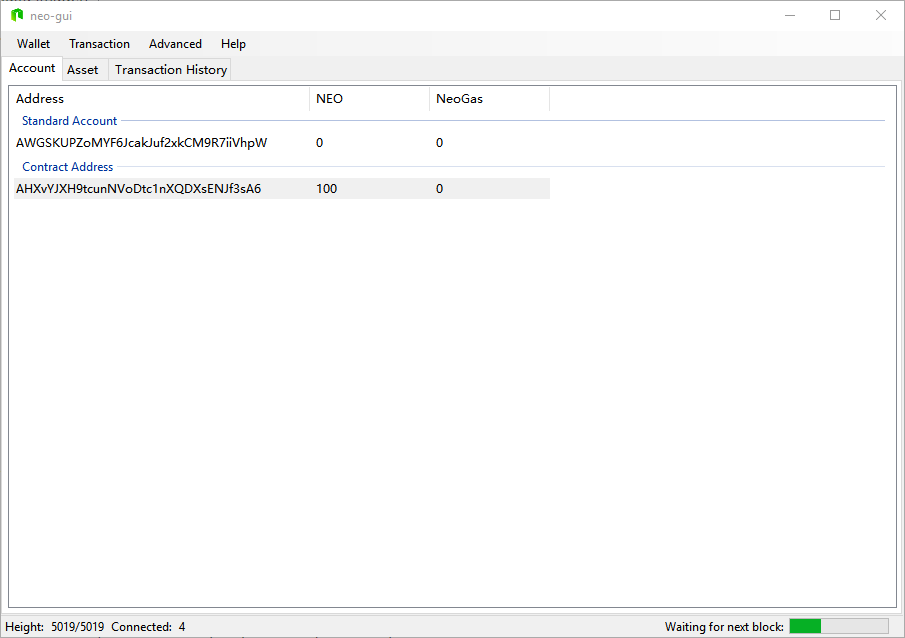 neo-gui
Wallet Transaction Advanced Help
Account Asset Transaction History
Address NEO NeoGas
Standard Account
AWGSKUPZoMYF6JcakJuf2xkCM9R7iiVhpW 0 0
Contract Address
AHXvYJXH9tcunNVoDtc1nXQDXsENJf3sA6 100 0
Height: 5019/5019 Connected: 4 Waiting for next block: